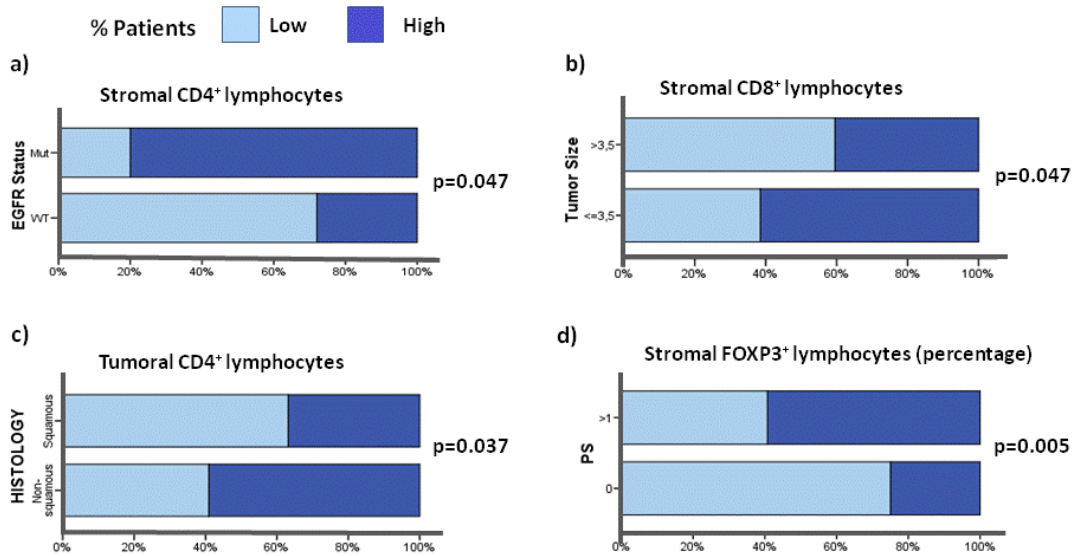 % Patients Low High
a)
Stromal CD4⁺ lymphocytes
EGFR Status
Mut
WT
p=0.047
0% 20% 40% 60% 80% 100%
b)
Stromal CD8⁺ lymphocytes
Tumor Size
>3,5
<=3,5
p=0.047
0% 20% 40% 60% 80% 100%
c)
Tumoral CD4⁺ lymphocytes
HISTOLOGY
Squamous
Non-
squamous
p=0.037
0% 20% 40% 60% 80% 100%
d)
Stromal FOXP3⁺ lymphocytes (percentage)
PS
>1
0
p=0.005
0% 20% 40% 60% 80% 100%